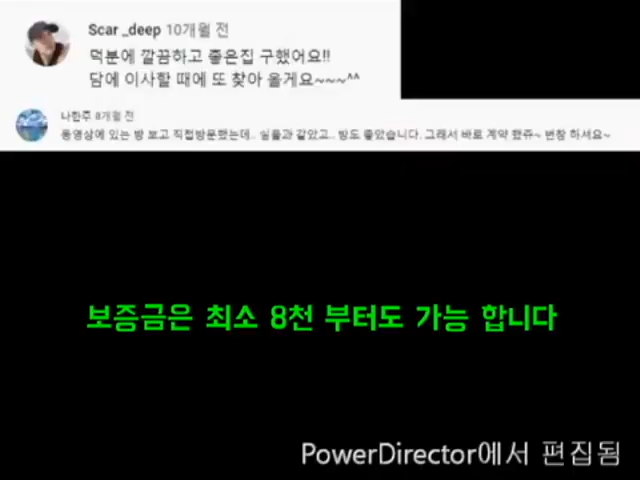 Scar _deep 10개월 전
덕분에 깔끔하고 좋은집 구했어요!!
담에 이사할 때에 또 찾아 올게요~~~^^
나한주 8개월 전
동영상에 있는 방 보고 직접방문했는데.. 실물과 같았고.. 방도 좋았습니다. 그래서 바로 계약 했쥬~ 번창 하셔요~
보증금은 최소 8천 부터도 가능 합니다
PowerDirector에서 편집됨